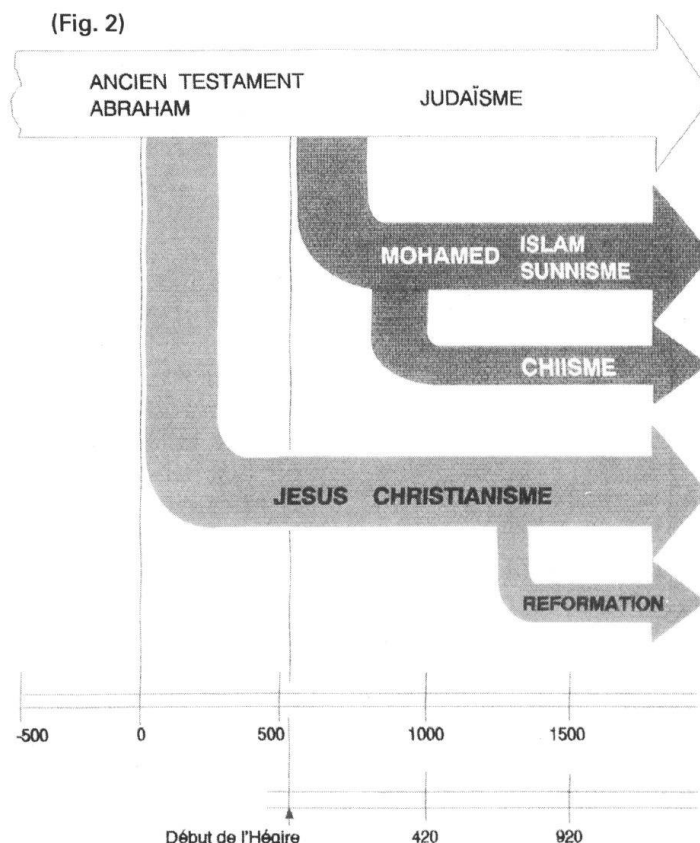 (Fig. 2)
ANCIEN TESTAMENT
ABRAHAM
JUDAÏSME
MOHAMED
ISLAM
SUNNISME
CHIISME
JESUS CHRISTIANISME
REFORMATION
-500 0 500 1000 1500
Début de l'Hégire 420 920